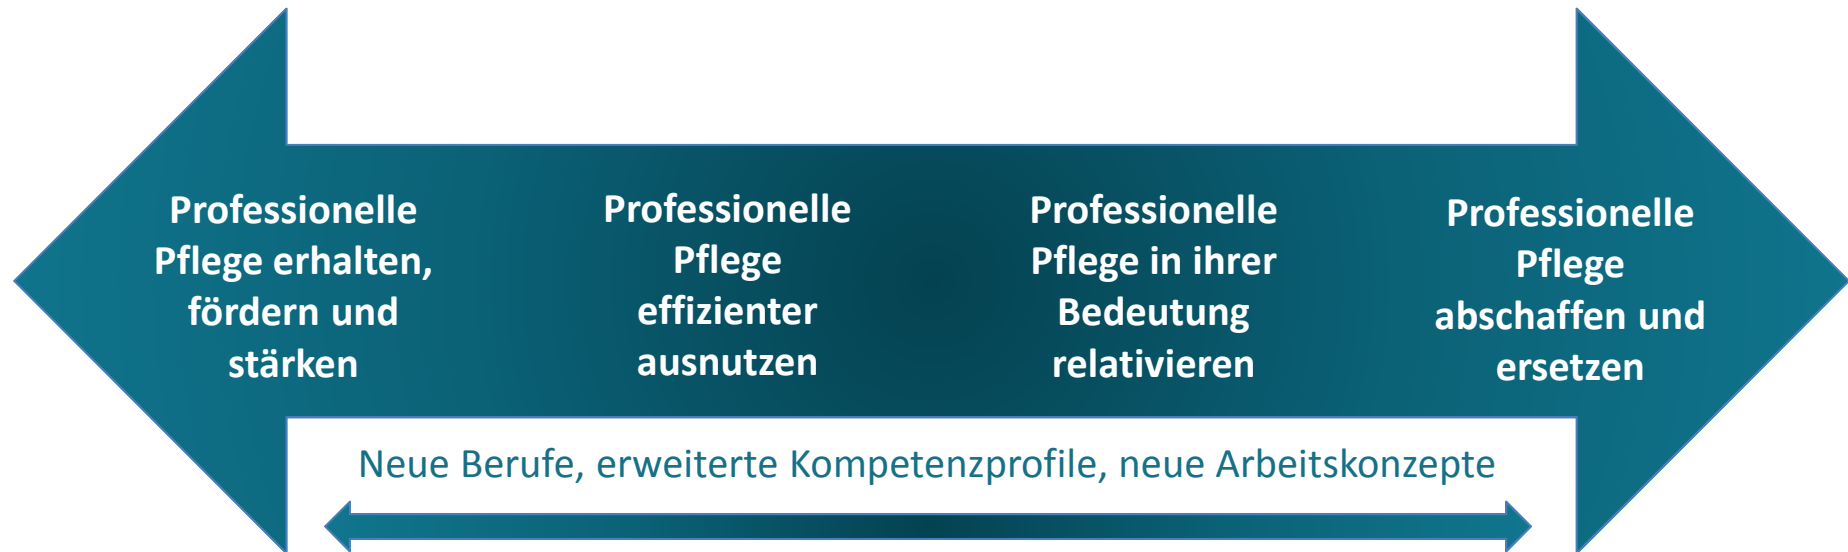 Professionelle
Pflege erhalten,
fördern und
stärken
Professionelle
Pflege
effizienter
ausnutzen
Professionelle
Pflege in ihrer
Bedeutung
relativieren
Professionelle
Pflege
abschaffen und
ersetzen
Neue Berufe, erweiterte Kompetenzprofile, neue Arbeitskonzepte